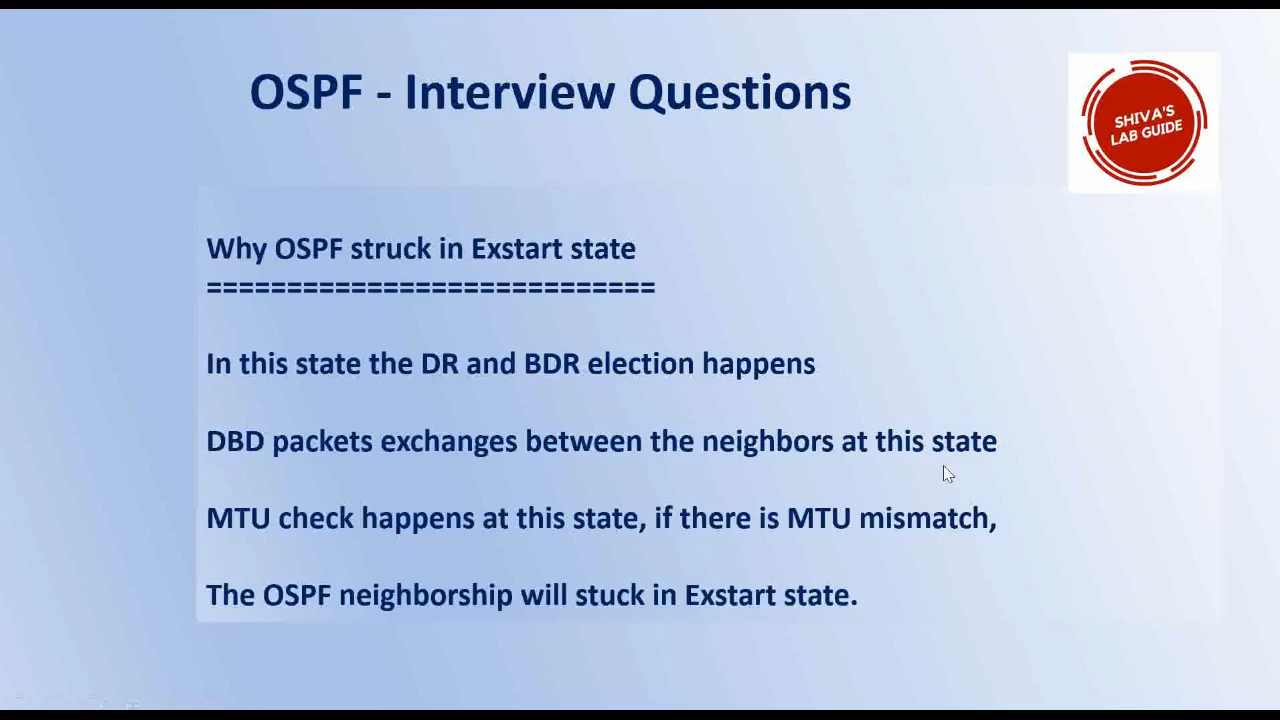 OSPF - Interview Questions
SHIVA'S
LAB GUIDE
Why OSPF struck in Exstart state
============================
In this state the DR and BDR election happens
DBD packets exchanges between the neighbors at this state
MTU check happens at this state, if there is MTU mismatch,
The OSPF neighborship will stuck in Exstart state.